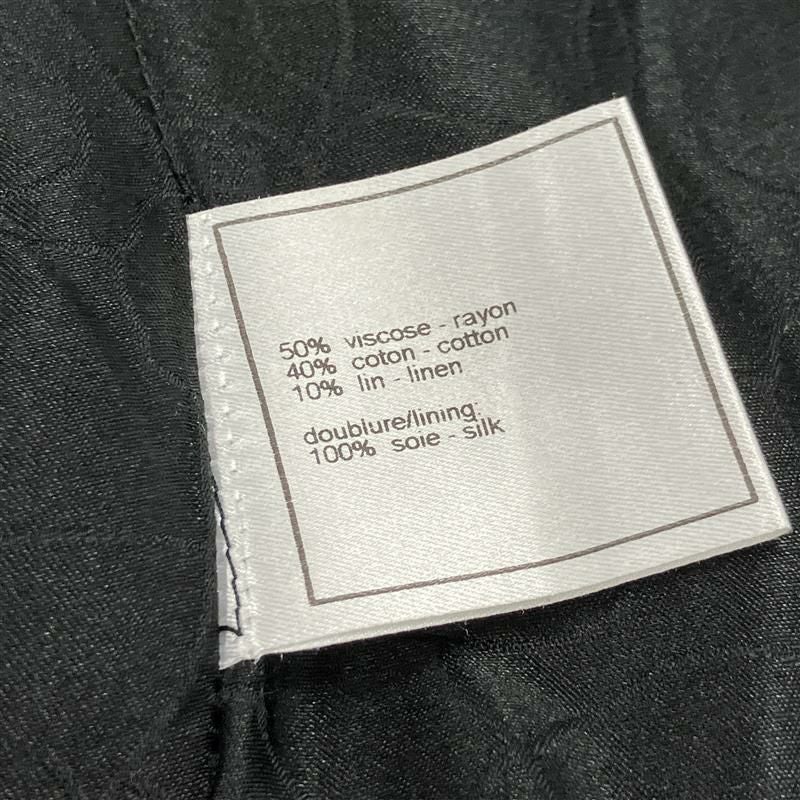 50% viscose - rayon
40% coton - cotton
10% lin - linen
doublure/lining:
100% soie - silk